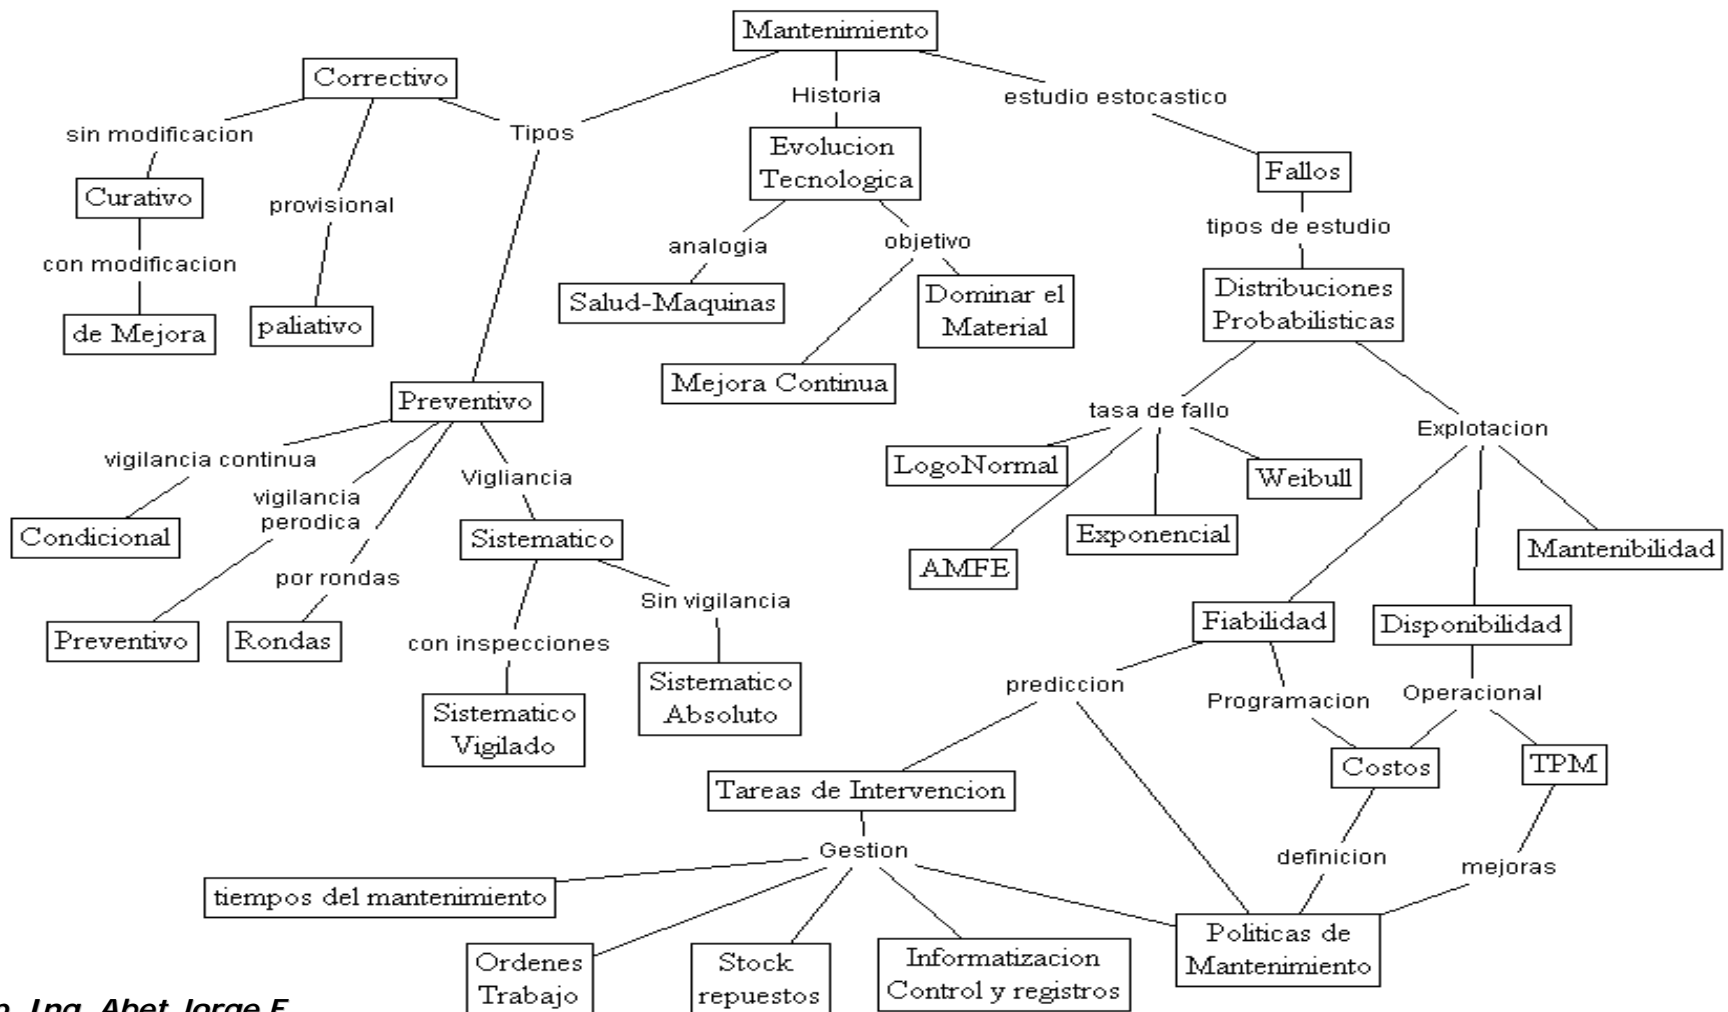 Mantenimiento
Correctivo
Historia
estudio estocastico
sin modificacion
Tipos
Evolucion
Tecnologica
Fallos
Curativo
provisional
tipos de estudio
analogia
objetivo
con modificacion
Salud-Maquinas
Dominar el
Material
Distribuciones
Probabilisticas
de Mejora
paliativo
Mejora Continua
Preventivo
tasa de fallo
Explotacion
vigilancia continua
Vigliancia
LogoNormal
Weibull
vigilancia
perodica
Condicional
Sistematico
Exponencial
Mantenibilidad
AMFE
por rondas
Sin vigilancia
Fiabilidad
Disponibilidad
Preventivo
Rondas
con inspecciones
Sistematico
Absoluto
prediccion
Programacion
Operacional
Sistematico
Vigilado
Costos
TPM
Tareas de Intervencion
Gestion
definicion
mejoras
tiempos del mantenimiento
Politicas de
Mantenimiento
Ordenes
Trabajo
Stock
repuestos
Informatizacion
Control y registros
Ing. Abet Jorge E.